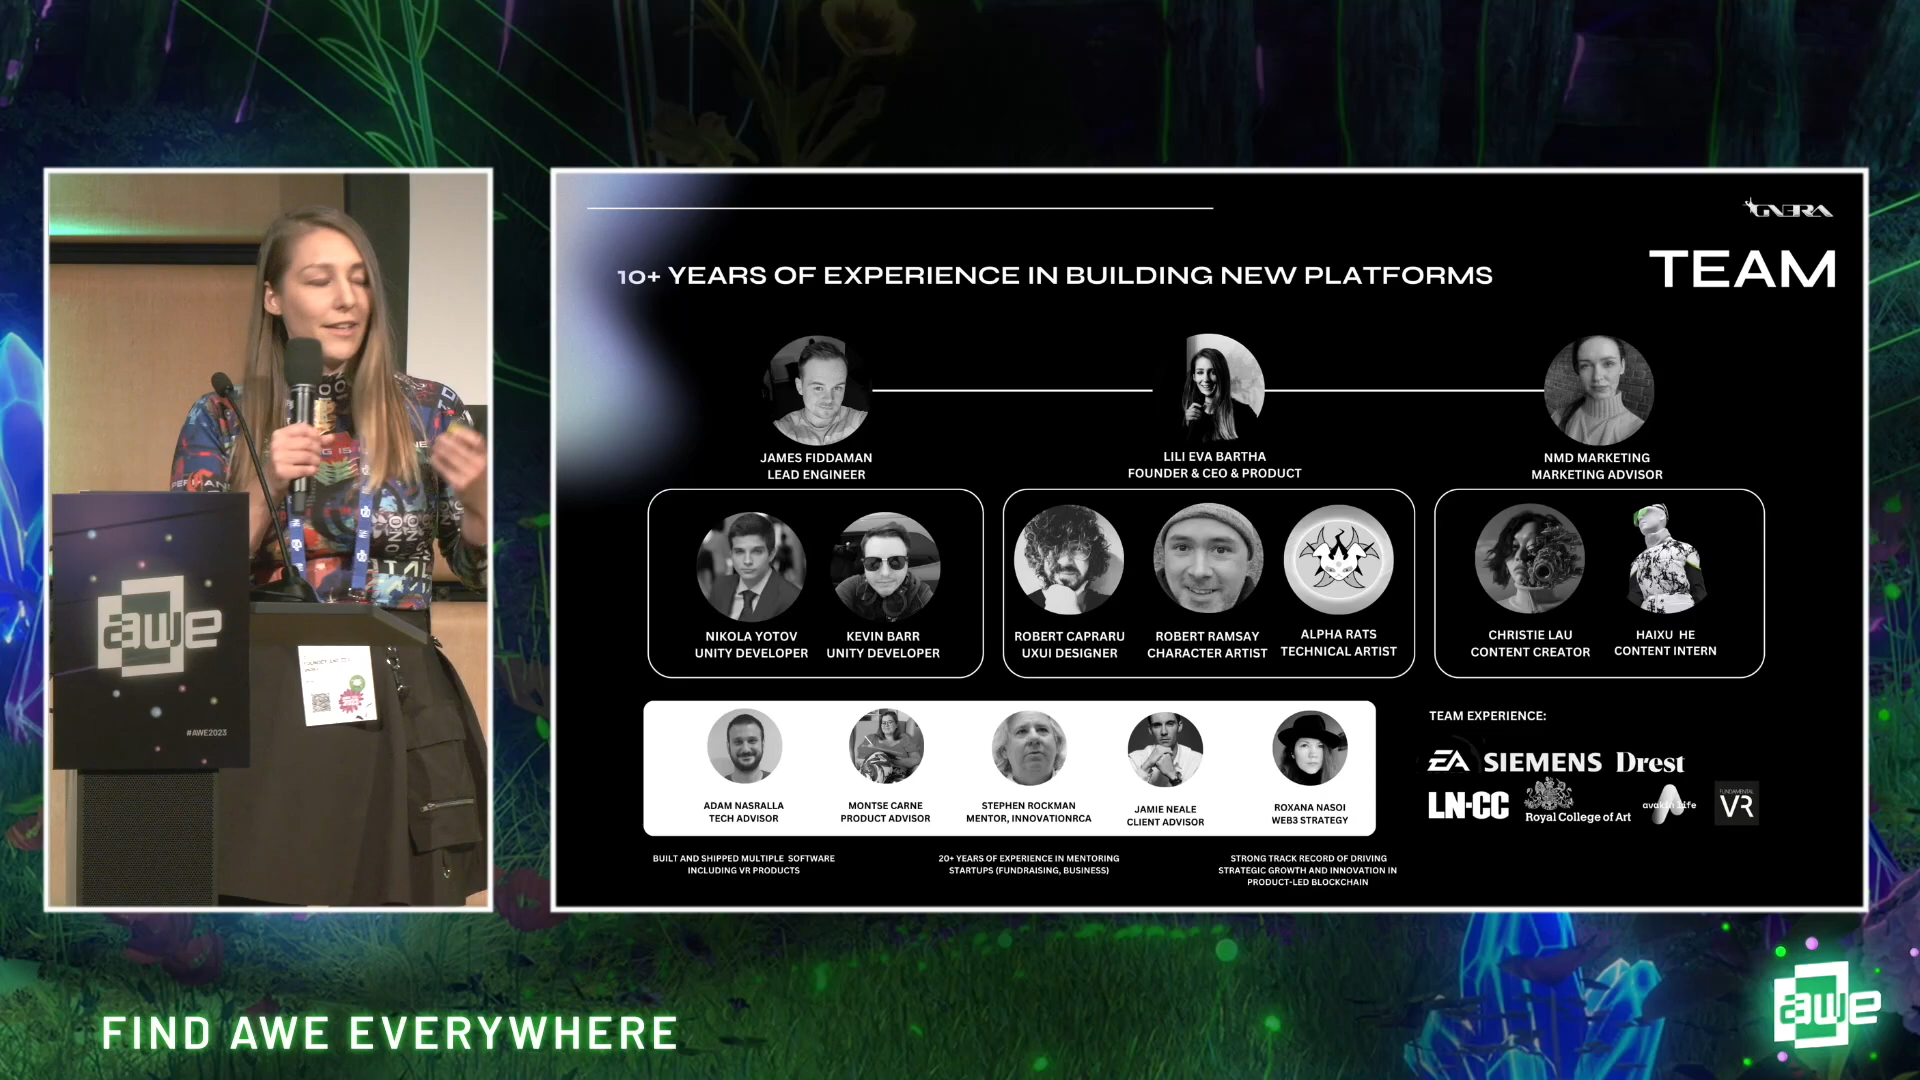 GVERA
TEAM
10+ YEARS OF EXPERIENCE IN BUILDING NEW PLATFORMS
JAMES FIDDAMAN
LEAD ENGINEER
LILI EVA BARTHA
FOUNDER & CEO & PRODUCT
NMD MARKETING
MARKETING ADVISOR
NIKOLA YOTOV
UNITY DEVELOPER
KEVIN BARR
UNITY DEVELOPER
ROBERT CAPRARU
UXUI DESIGNER
ROBERT RAMSAY
CHARACTER ARTIST
ALPHA RATS
TECHNICAL ARTIST
CHRISTIE LAU
CONTENT CREATOR
HAIXU HE
CONTENT INTERN
ADAM NASRALLA
TECH ADVISOR
MONTSE CARNE
PRODUCT ADVISOR
STEPHEN ROCKMAN
MENTOR, INNOVATIONRCA
JAMIE NEALE
CLIENT ADVISOR
ROXANA NASOI
WEB3 STRATEGY
BUILT AND SHIPPED MULTIPLE SOFTWARE
INCLUDING VR PRODUCTS
20+ YEARS OF EXPERIENCE IN MENTORING
STARTUPS (FUNDRAISING, BUSINESS)
STRONG TRACK RECORD OF DRIVING
STRATEGIC GROWTH AND INNOVATION IN
PRODUCT-LED BLOCKCHAIN
TEAM EXPERIENCE:
EA SIEMENS Drest
LN-CC Royal College of Art avakin life FUNDAMENTAL VR
awe
#AWE2023
FIND AWE EVERYWHERE
awe